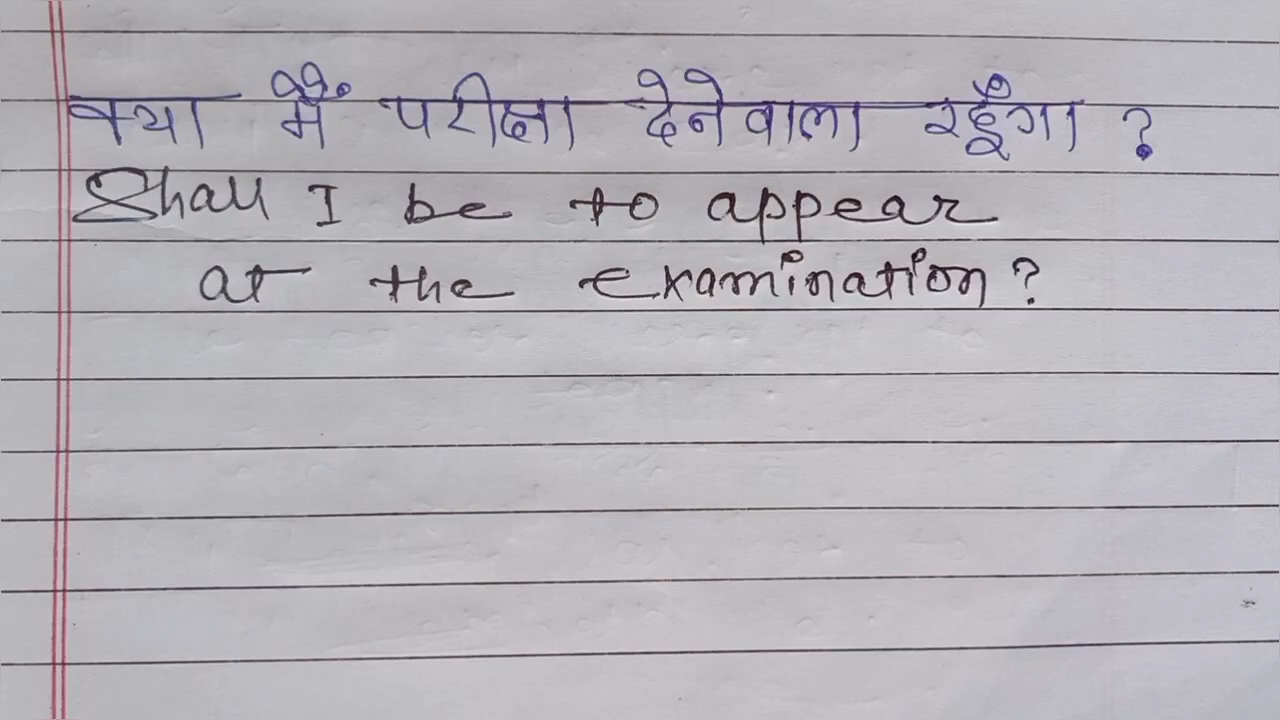 क्या मैं परीक्षा देनेवाला रहूँगा ?
Shall I be to appear
at the examination?